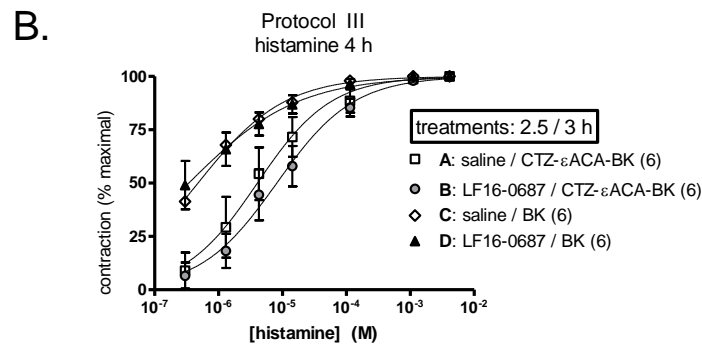 B.
Protocol III
histamine 4 h
contraction (% maximal)
100
75
50
25
0
10⁻⁷ 10⁻⁶ 10⁻⁵ 10⁻⁴ 10⁻³ 10⁻²
[histamine] (M)
treatments: 2.5 / 3 h
A: saline / CTZ-εACA-BK (6)
B: LF16-0687 / CTZ-εACA-BK (6)
C: saline / BK (6)
D: LF16-0687 / BK (6)